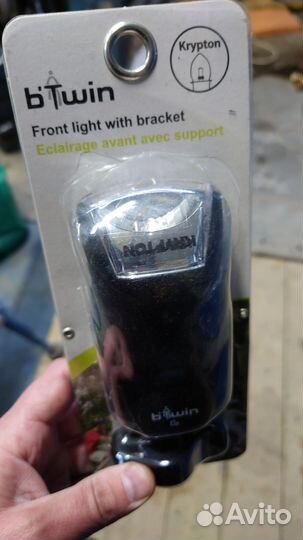 b'Twin
Krypton
Front light with bracket
Eclairage avant avec support
KRYPTON
b'Twin
Avito